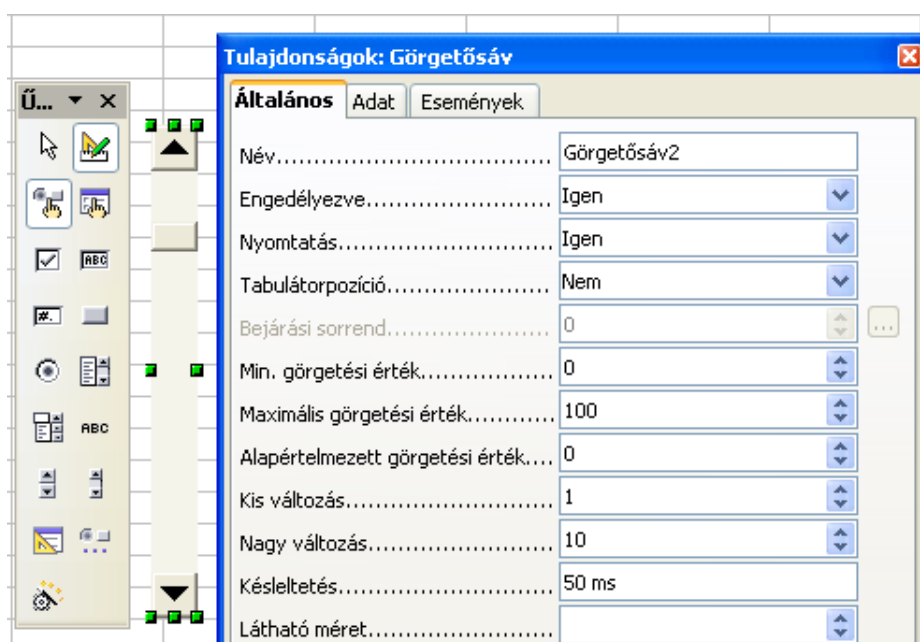 Tulajdonságok: Görgetősáv
Ű...
Általános Adat Események
Név Görgetősáv2
Engedélyezve Igen
Nyomtatás Igen
Tabulátorpozíció Nem
Bejárási sorrend 0 ...
Min. görgetési érték 0
Maximális görgetési érték 100
Alapértelmezett görgetési érték 0
Kis változás 1
Nagy változás 10
Késleltetés 50 ms
Látható méret
ABC
#.
ABC